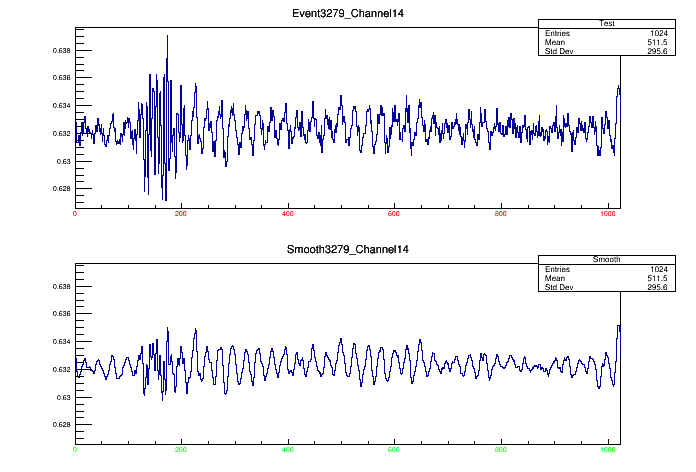 Event3279_Channel14
Test
Entries 1024
Mean 511.5
Std Dev 295.6
0.638
0.636
0.634
0.632
0.63
0.628
0 200 400 600 800 1000
Smooth3279_Channel14
Smooth
Entries 1024
Mean 511.5
Std Dev 295.6
0.638
0.636
0.634
0.632
0.63
0.628
0 200 400 600 800 1000